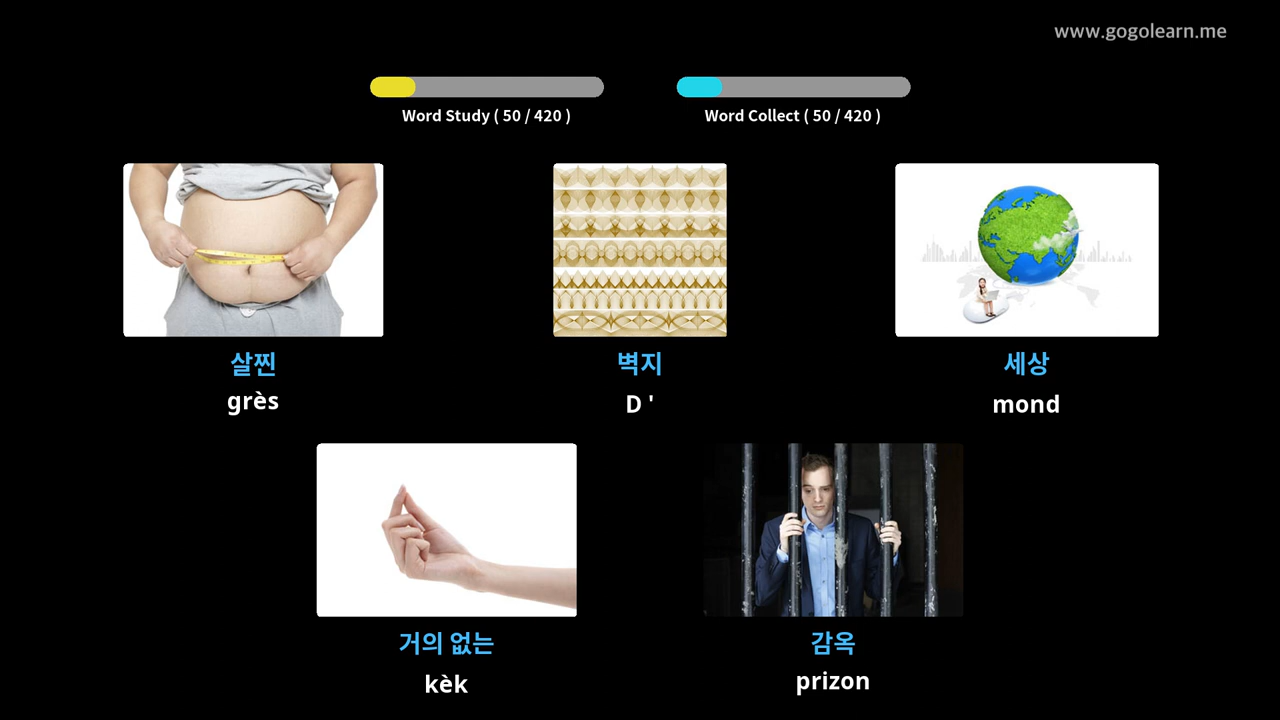 www.gogolearn.me
Word Study ( 50 / 420 )
Word Collect ( 50 / 420 )
살찐
grès
벽지
D '
세상
mond
거의 없는
kèk
감옥
prizon